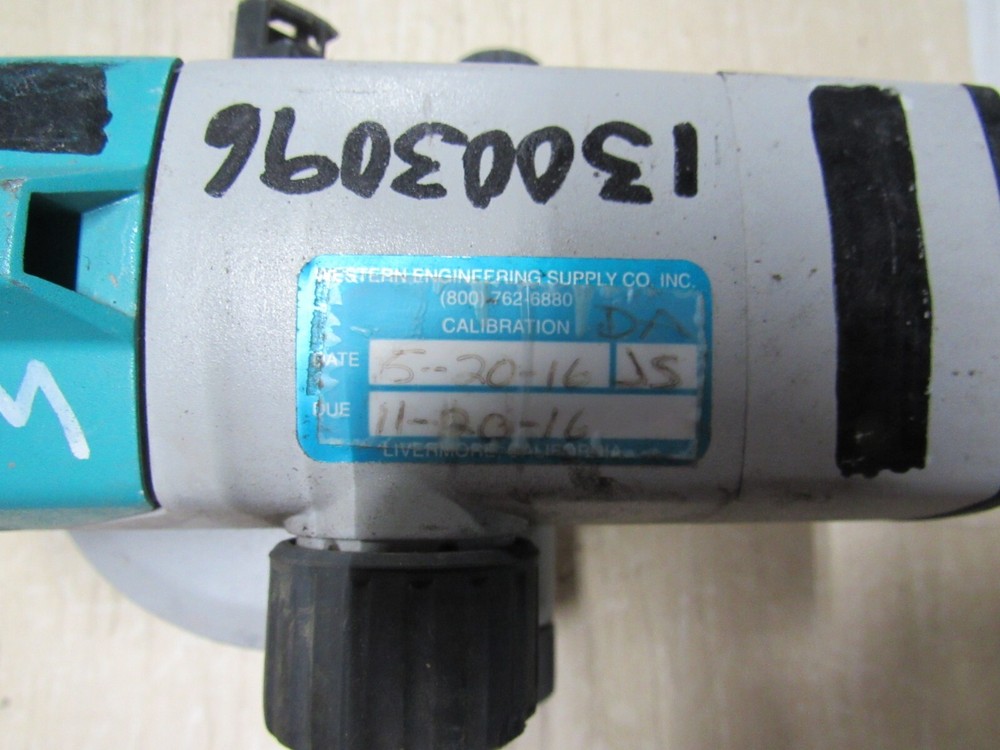 13003096
WESTERN ENGINEERING SUPPLY CO. INC.
(800) 762-6880
CALIBRATION DA
DATE 5-20-16 JS
DUE 11-20-16
LIVERMORE, CALIFORNIA